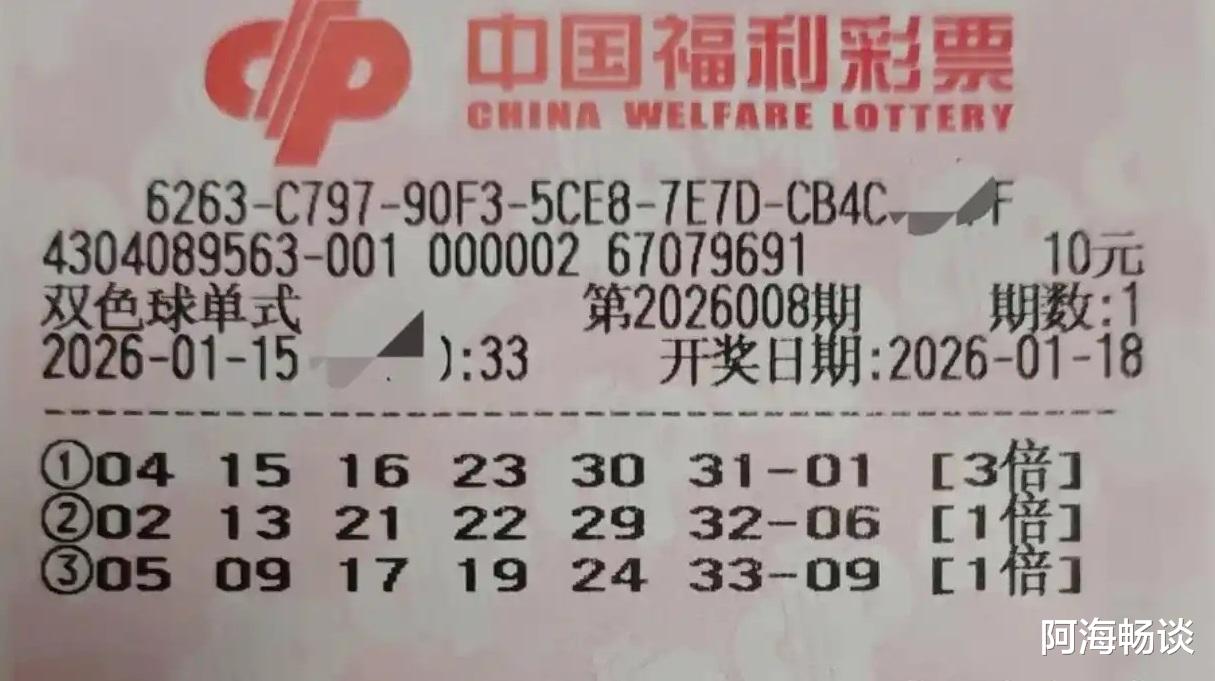 中国福利彩票
CHINA WELFARE LOTTERY
6263-C797-90F3-5CE8-7E7D-CB4C F
4304089563-001 000002 67079691 10元
双色球单式 第2026008期 期数:1
2026-01-15 :33 开奖日期:2026-01-18
①04 15 16 23 30 31-01 [3倍]
②02 13 21 22 29 32-06 [1倍]
③05 09 17 19 24 33-09 [1倍]
阿海畅谈